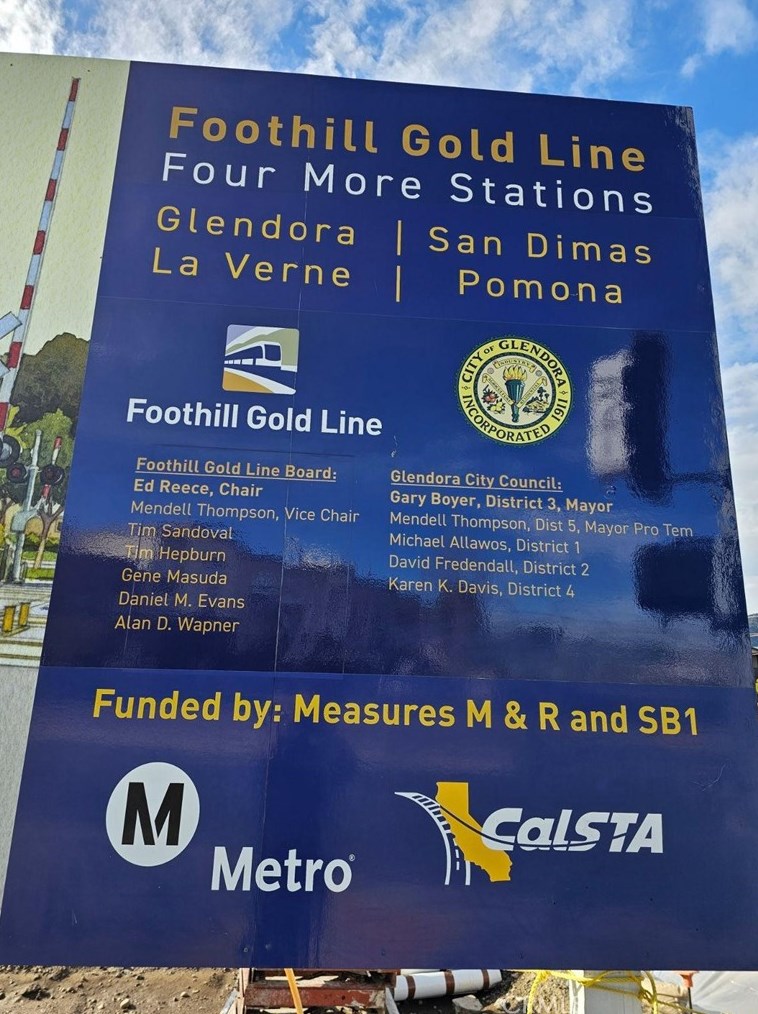 Foothill Gold Line
Four More Stations
Glendora | San Dimas
La Verne | Pomona
Foothill Gold Line
CITY OF GLENDORA
INDUSTRY
INCORPORATED 1911
Foothill Gold Line Board:
Ed Reece, Chair
Mendell Thompson, Vice Chair
Tim Sandoval
Tim Hepburn
Gene Masuda
Daniel M. Evans
Alan D. Wapner
Glendora City Council:
Gary Boyer, District 3, Mayor
Mendell Thompson, Dist 5, Mayor Pro Tem
Michael Allawos, District 1
David Fredendall, District 2
Karen K. Davis, District 4
Funded by: Measures M & R and SB1
M
Metro®
CalSTA